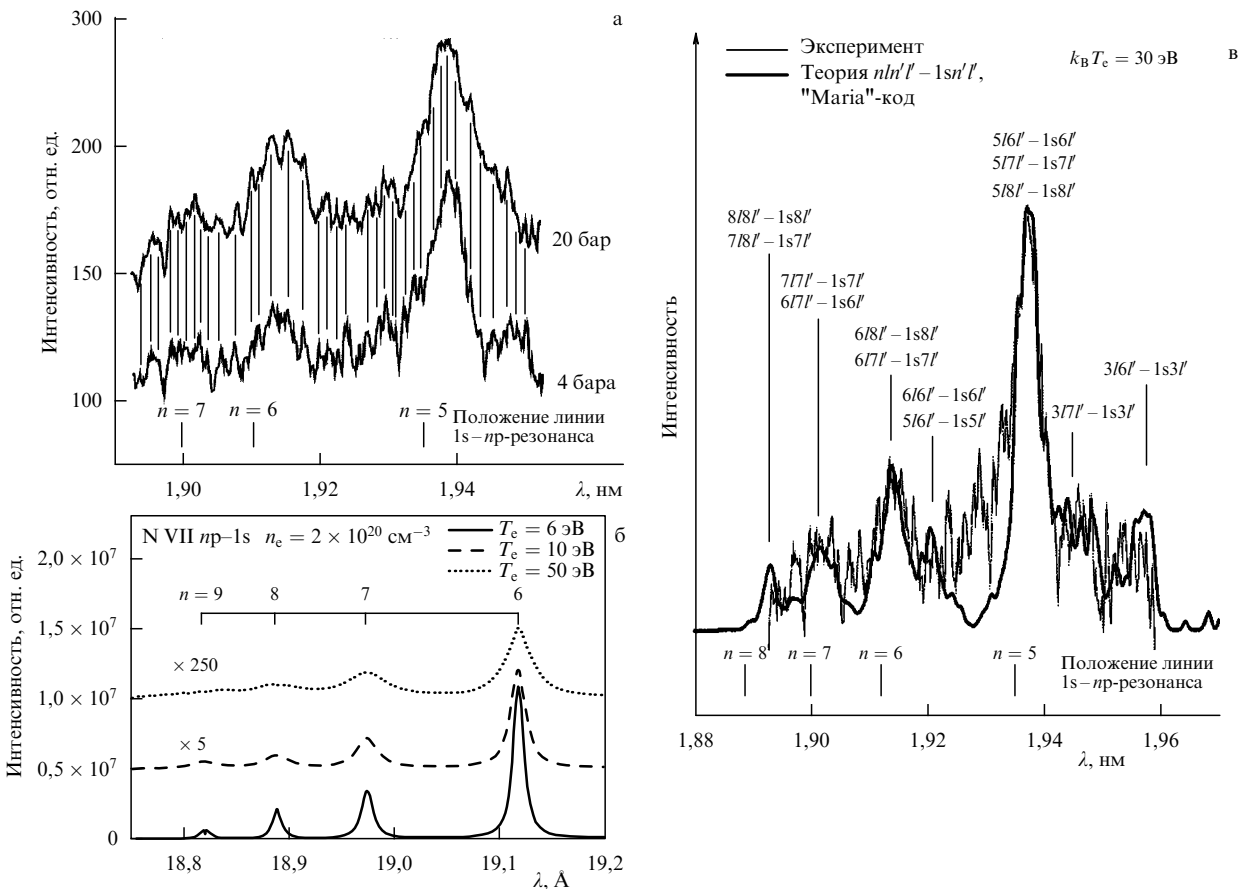 а
300
200
150
100
Интенсивность, отн. ед.
20 бар
4 бара
n = 7
n = 6
n = 5
Положение линии
1s – np-резонанса
1,90
1,92
1,94
λ, нм
б
N VII np–1s nₑ = 2 × 10²⁰ см⁻³
Tₑ = 6 эВ
Tₑ = 10 эВ
Tₑ = 50 эВ
2,0 × 10⁷
1,5 × 10⁷
1,0 × 10⁷
0,5 × 10⁷
0
Интенсивность, отн. ед.
n = 9
8
7
6
× 250
× 5
18,8
18,9
19,0
19,1
19,2
λ, Å
в
Эксперимент
Теория nln′l′ – 1sn′l′,
"Maria"-код
k_BTₑ = 30 эВ
Интенсивность
8l8l′ – 1s8l′
7l8l′ – 1s7l′
7l7l′ – 1s7l′
6l7l′ – 1s6l′
6l8l′ – 1s8l′
6l7l′ – 1s7l′
6l6l′ – 1s6l′
5l6l′ – 1s5l′
5l6l′ – 1s6l′
5l7l′ – 1s7l′
5l8l′ – 1s8l′
3l7l′ – 1s3l′
3l6l′ – 1s3l′
n = 8
n = 7
n = 6
n = 5
Положение линии
1s – np-резонанса
1,88
1,90
1,92
1,94
1,96
λ, нм